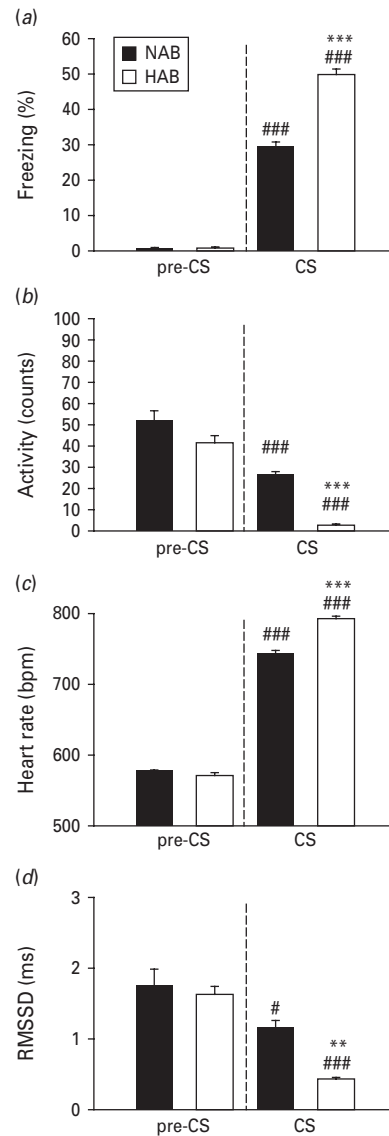 (a)
60
50
40
30
20
10
0
Freezing (%)
NAB
HAB
###
***
###
pre-CS
CS
(b)
100
90
80
70
60
50
40
30
20
10
0
Activity (counts)
###
***
###
pre-CS
CS
(c)
800
700
600
500
Heart rate (bpm)
###
***
###
pre-CS
CS
(d)
3
2
1
0
RMSSD (ms)
#
**
###
pre-CS
CS